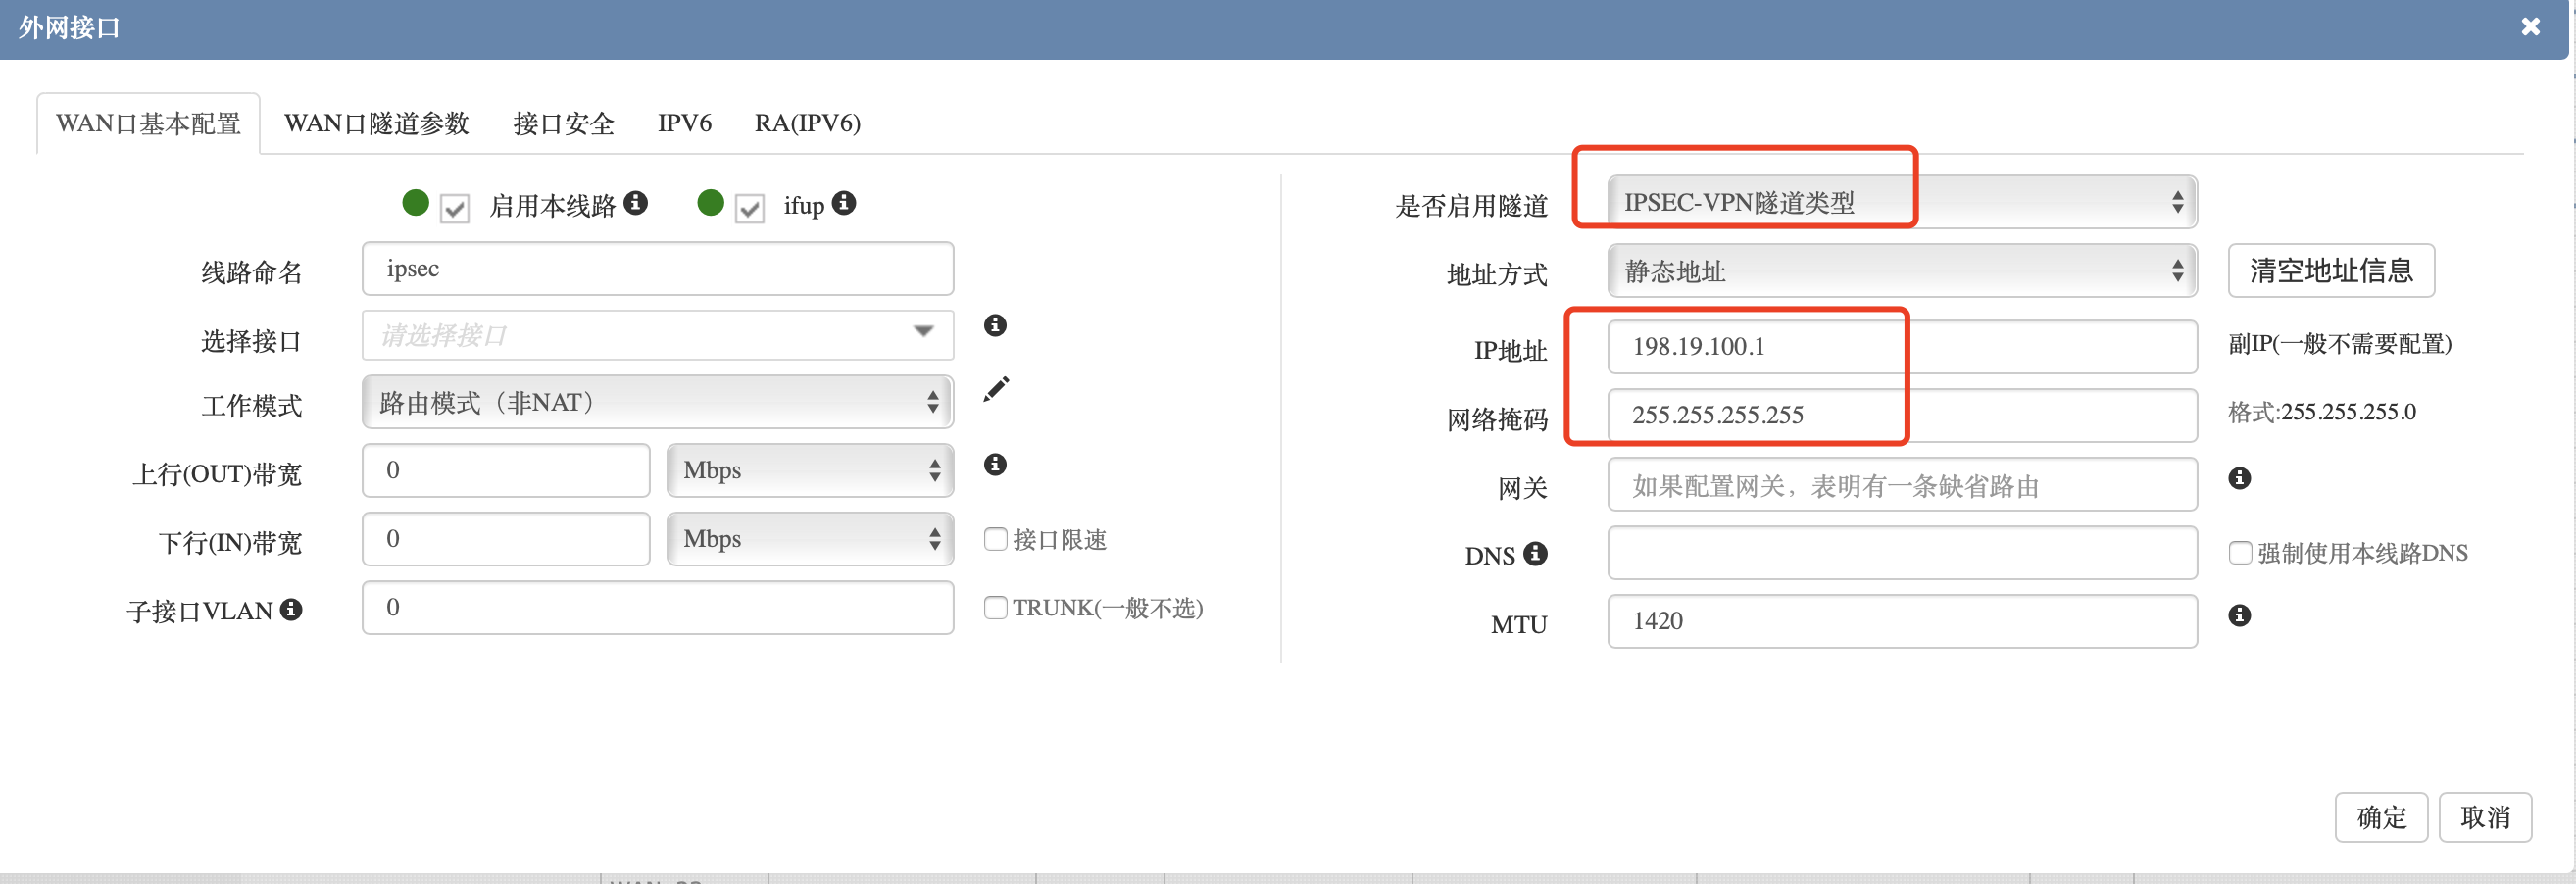 外网接口
WAN口基本配置 WAN口隧道参数 接口安全 IPV6 RA(IPV6)
启用本线路 ifup
线路命名 ipsec
选择接口 请选择接口
工作模式 路由模式（非NAT）
上行(OUT)带宽 0 Mbps
下行(IN)带宽 0 Mbps 接口限速
子接口VLAN 0 TRUNK(一般不选)
是否启用隧道 IPSEC-VPN隧道类型
地址方式 静态地址 清空地址信息
IP地址 198.19.100.1 副IP(一般不需要配置)
网络掩码 255.255.255.255 格式:255.255.255.0
网关 如果配置网关，表明有一条缺省路由
DNS 强制使用本线路DNS
MTU 1420
确定 取消